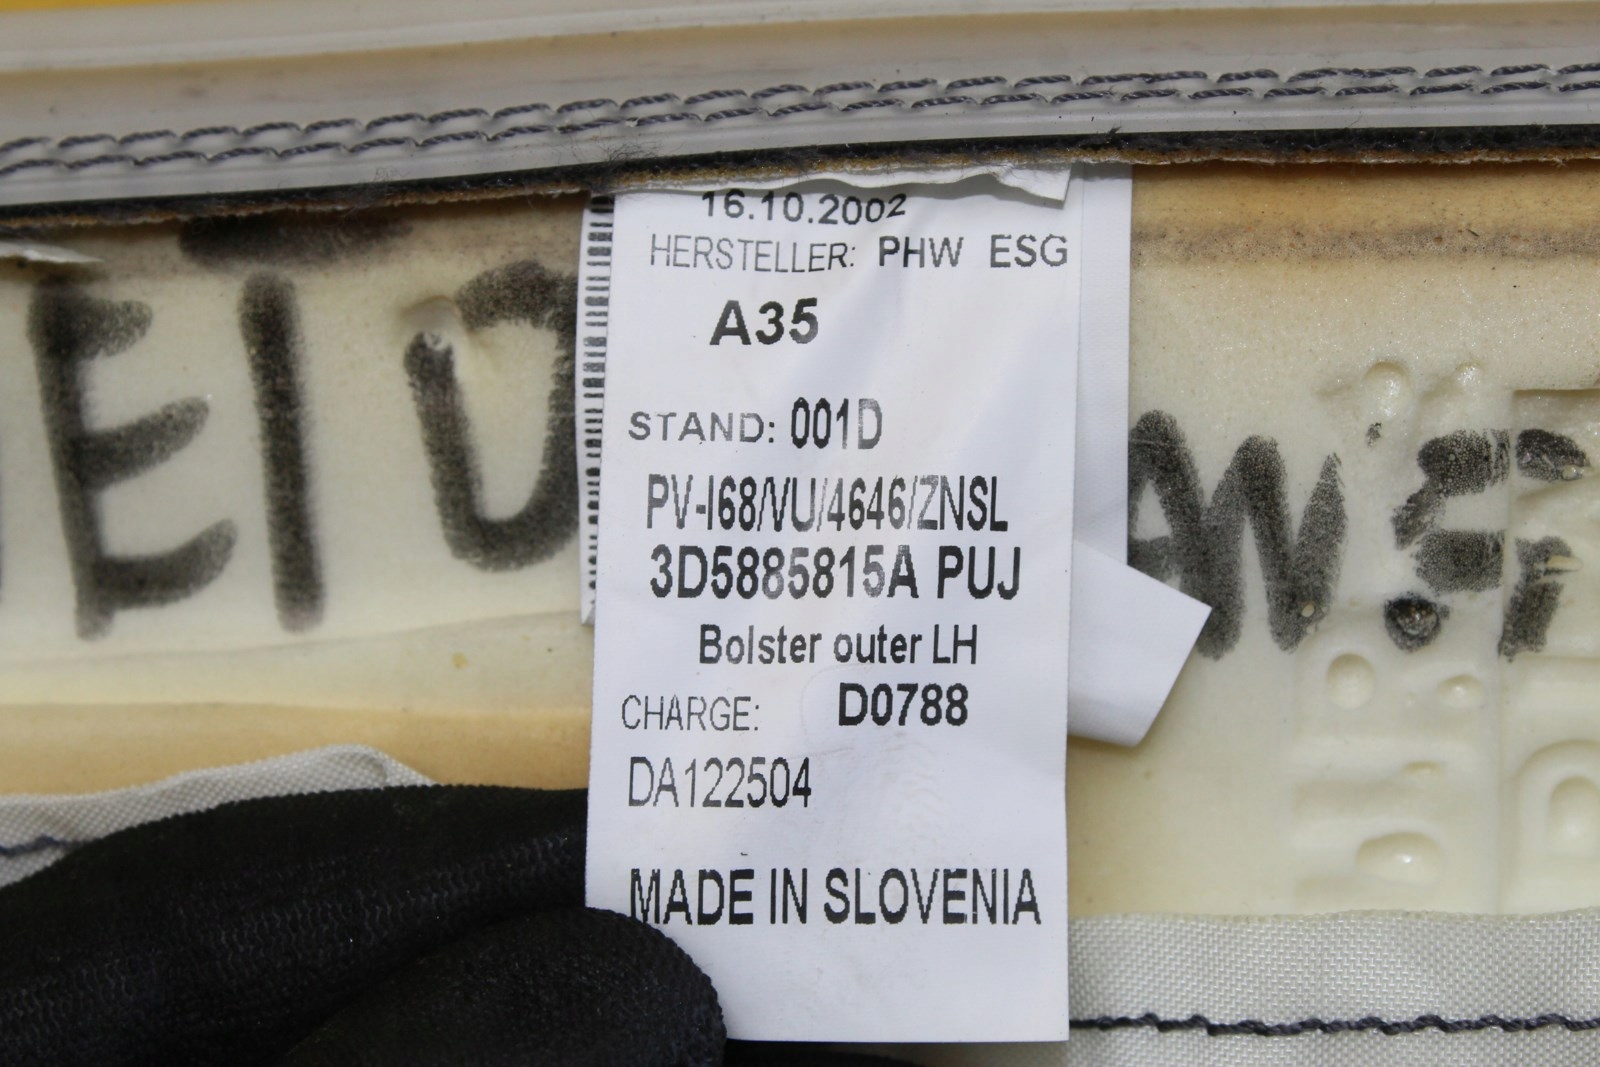 16.10.2002
HERSTELLER: PHW ESG
A35
STAND: 001D
PV-I68/VU/4646/ZNSL
3D5885815A PUJ
Bolster outer LH
CHARGE: D0788
DA122504
MADE IN SLOVENIA